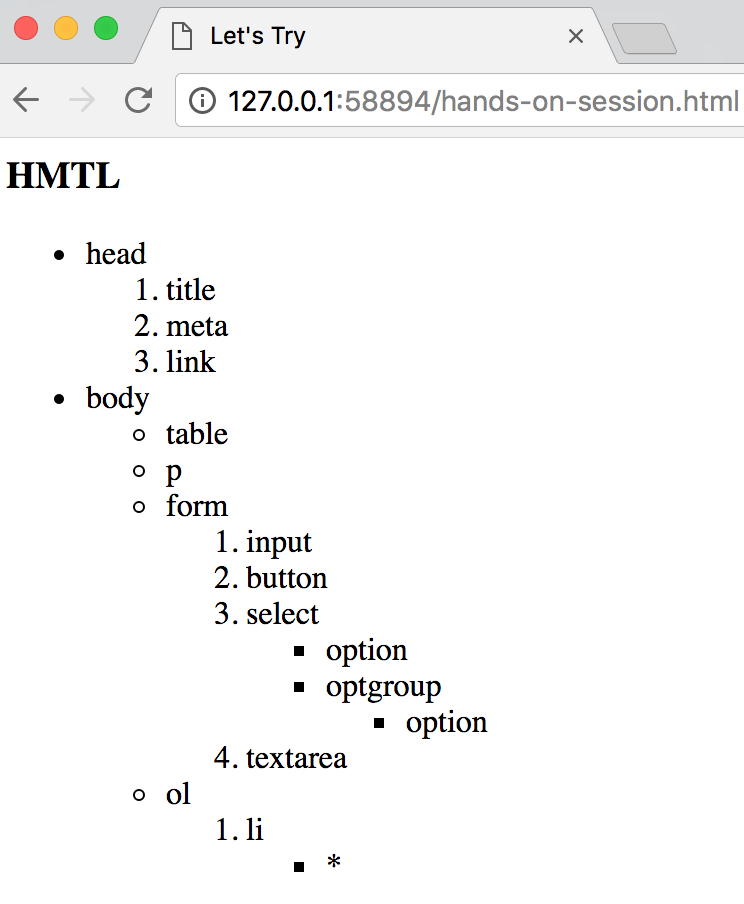 Let's Try
127.0.0.1:58894/hands-on-session.html
HMTL
• head
1. title
2. meta
3. link
• body
○ table
○ p
○ form
1. input
2. button
3. select
▪ option
▪ optgroup
▪ option
4. textarea
○ ol
1. li
▪ *